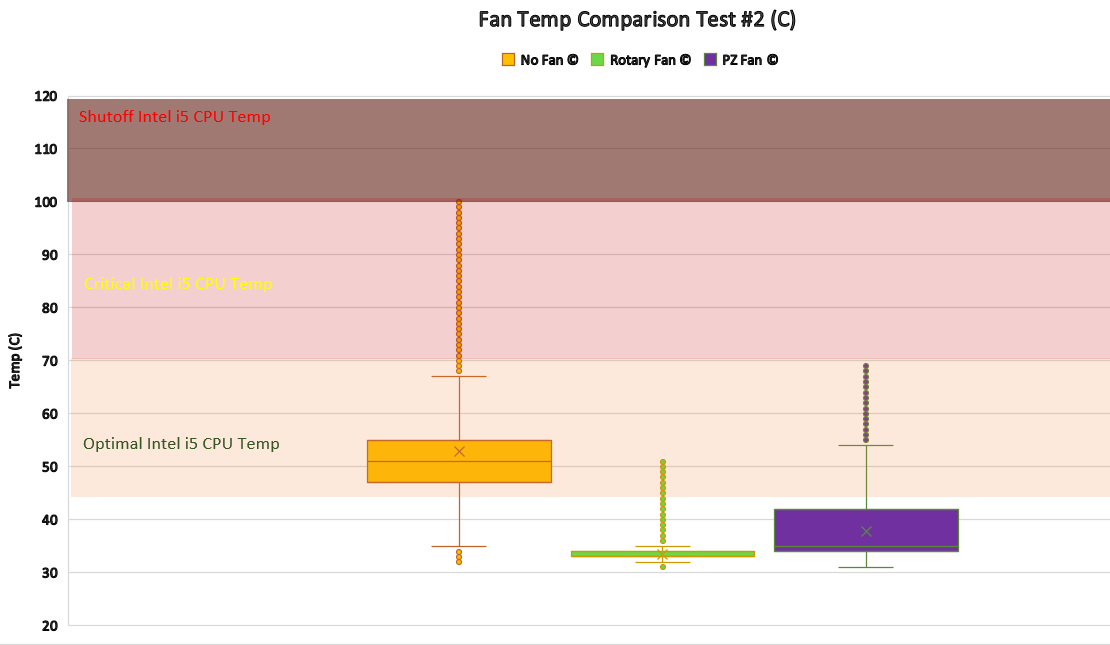 Fan Temp Comparison Test #2 (C)
No Fan © Rotary Fan © PZ Fan ©
120
Shutoff Intel i5 CPU Temp
110
100
90
Critical Intel i5 CPU Temp
80
70
Temp (C)
60
Optimal Intel i5 CPU Temp
50
40
30
20